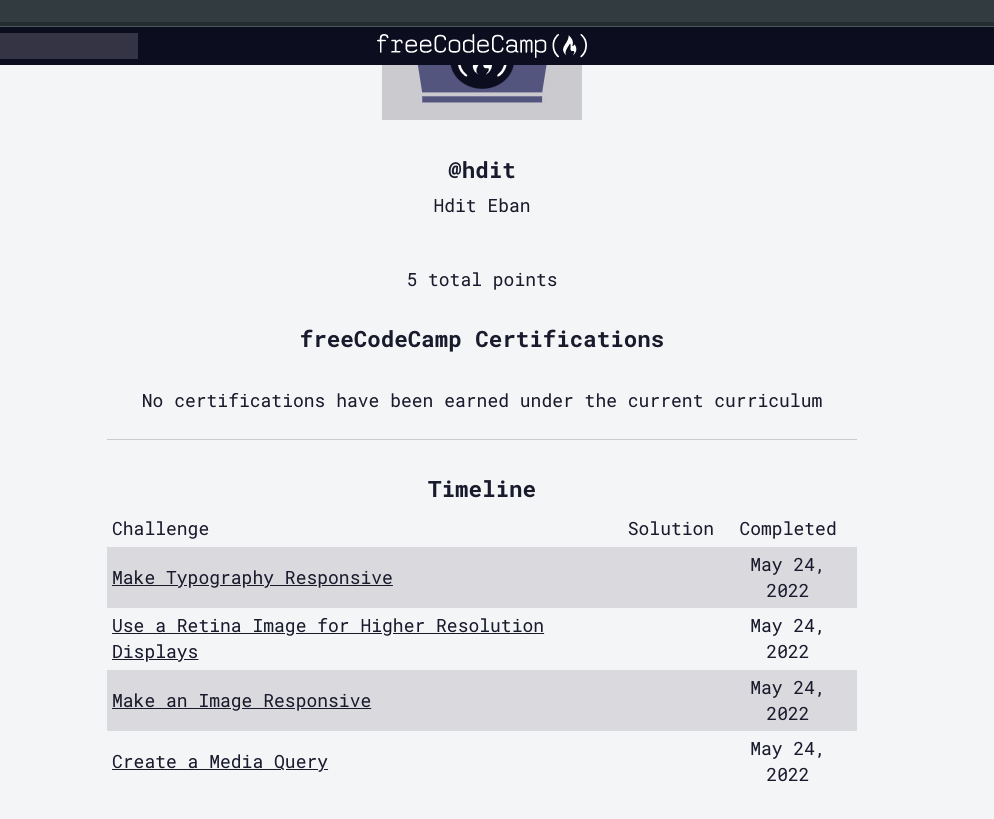 freeCodeCamp
@hdit
Hdit Eban
5 total points
freeCodeCamp Certifications
No certifications have been earned under the current curriculum
Timeline
Challenge Solution Completed
Make Typography Responsive May 24,
2022
Use a Retina Image for Higher Resolution May 24,
Displays 2022
Make an Image Responsive May 24,
2022
Create a Media Query May 24,
2022